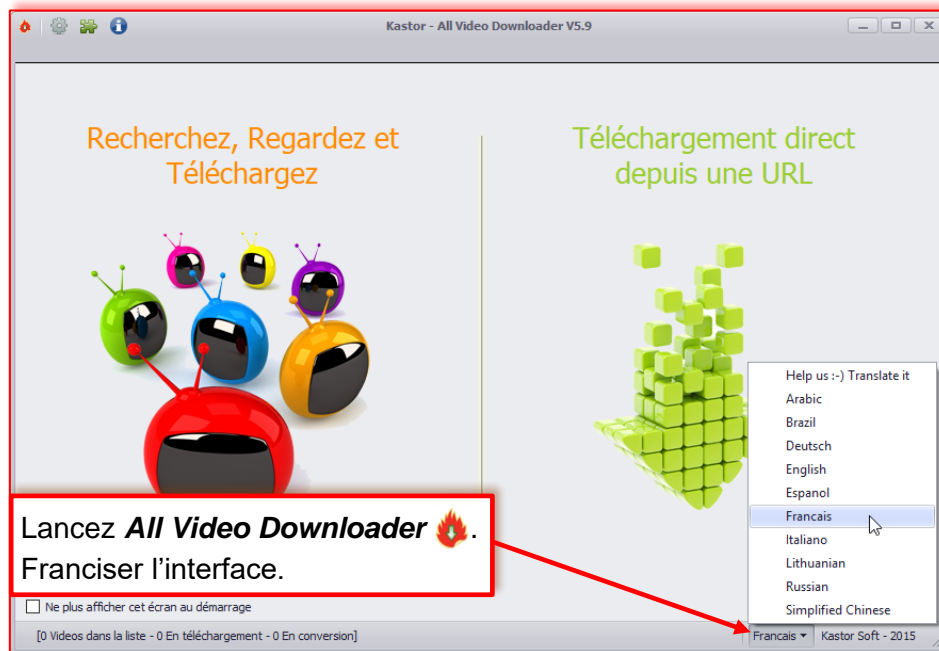 Kastor - All Video Downloader V5.9
Recherchez, Regardez et
Téléchargez
Téléchargement direct
depuis une URL
Help us :-) Translate it
Arabic
Brazil
Deutsch
English
Espanol
Francais
Italiano
Lithuanian
Russian
Simplified Chinese
Lancez All Video Downloader .
Franciser l’interface.
Ne plus afficher cet écran au démarrage
[0 Videos dans la liste - 0 En téléchargement - 0 En conversion]
Francais
Kastor Soft - 2015